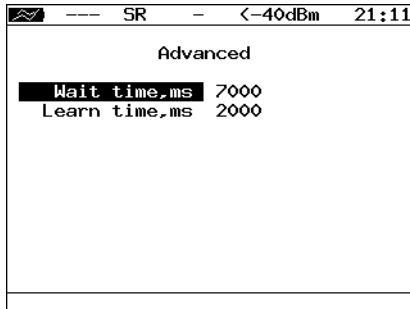 --- SR - <-40dBm 21:11
Advanced
Wait time,ms 7000
Learn time,ms 2000